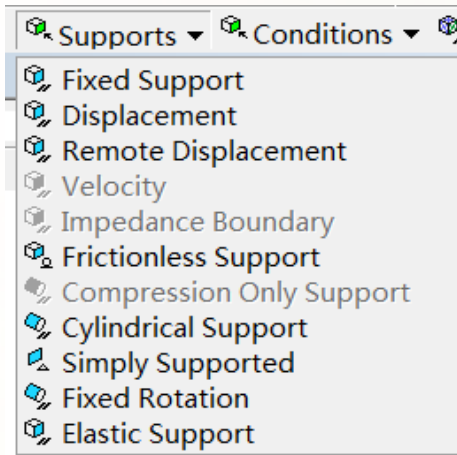 Supports Conditions
Fixed Support
Displacement
Remote Displacement
Velocity
Impedance Boundary
Frictionless Support
Compression Only Support
Cylindrical Support
Simply Supported
Fixed Rotation
Elastic Support